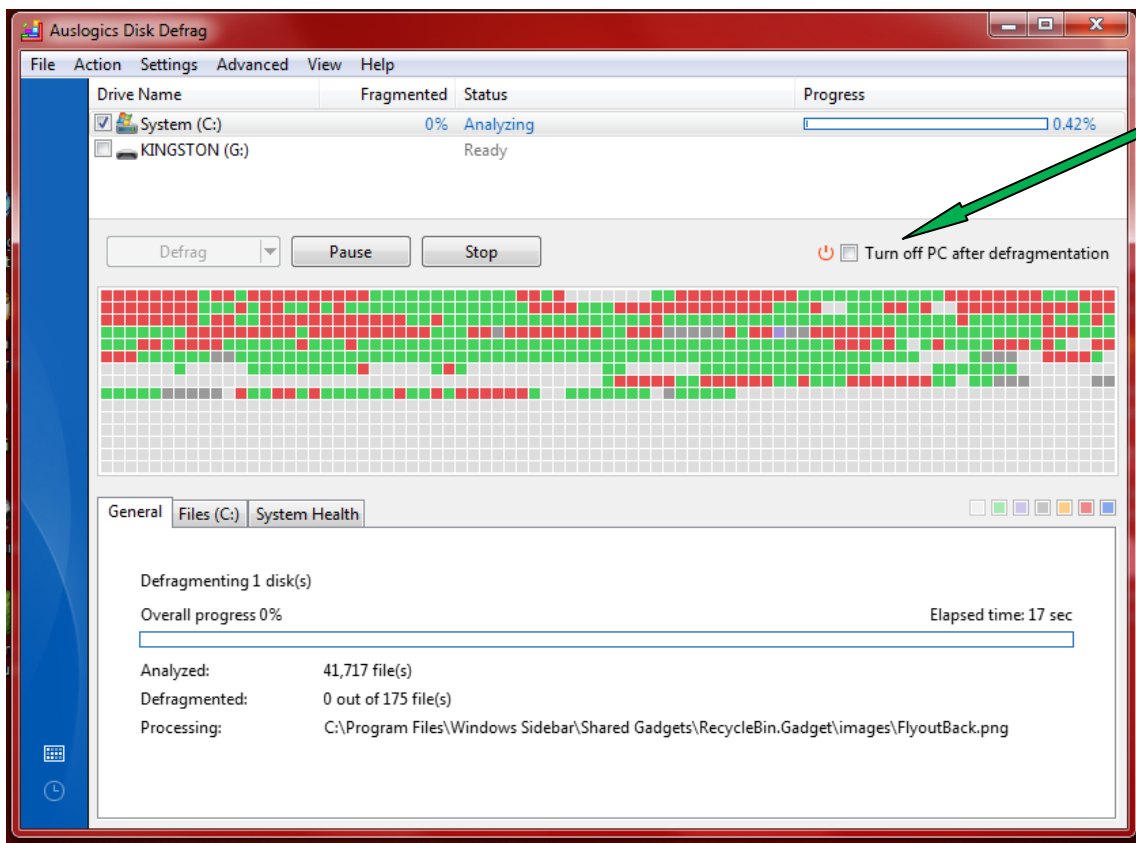 Auslogics Disk Defrag
File Action Settings Advanced View Help
Drive Name Fragmented Status Progress
System (C:) 0% Analyzing 0.42%
KINGSTON (G:) Ready
Defrag Pause Stop Turn off PC after defragmentation
General Files (C:) System Health
Defragmenting 1 disk(s)
Overall progress 0% Elapsed time: 17 sec
Analyzed: 41,717 file(s)
Defragmented: 0 out of 175 file(s)
Processing: C:\Program Files\Windows Sidebar\Shared Gadgets\RecycleBin.Gadget\images\FlyoutBack.png